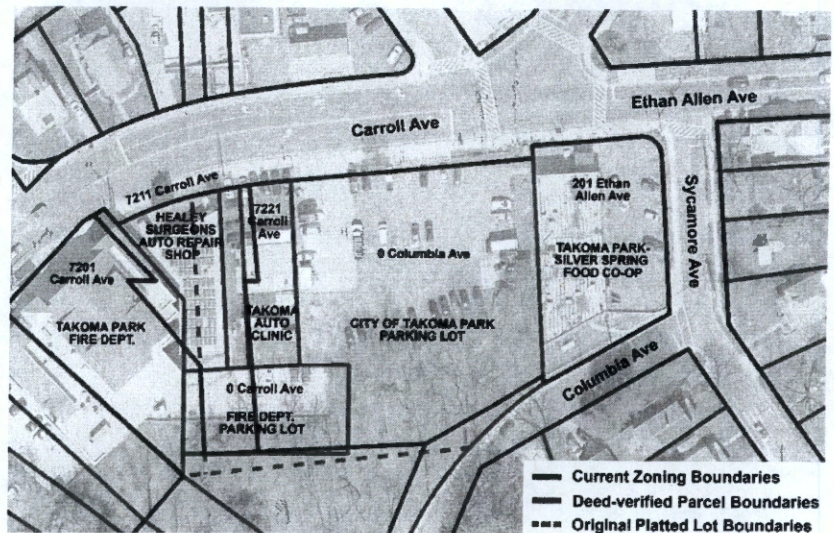 Ethan Allen Ave
Carroll Ave
7211 Carroll Ave
HEALEY
SURGEONS
AUTO REPAIR
SHOP
7221
Carroll
Ave
201 Ethan
Allen Ave
Sycamore Ave
0 Columbia Ave
TAKOMA PARK-
SILVER SPRING
FOOD CO-OP
7201
Carroll Ave
TAKOMA PARK
FIRE DEPT.
TAKOMA
AUTO
CLINIC
CITY OF TAKOMA PARK
PARKING LOT
0 Carroll Ave
FIRE DEPT.
PARKING LOT
Columbia Ave
Current Zoning Boundaries
Deed-verified Parcel Boundaries
Original Platted Lot Boundaries